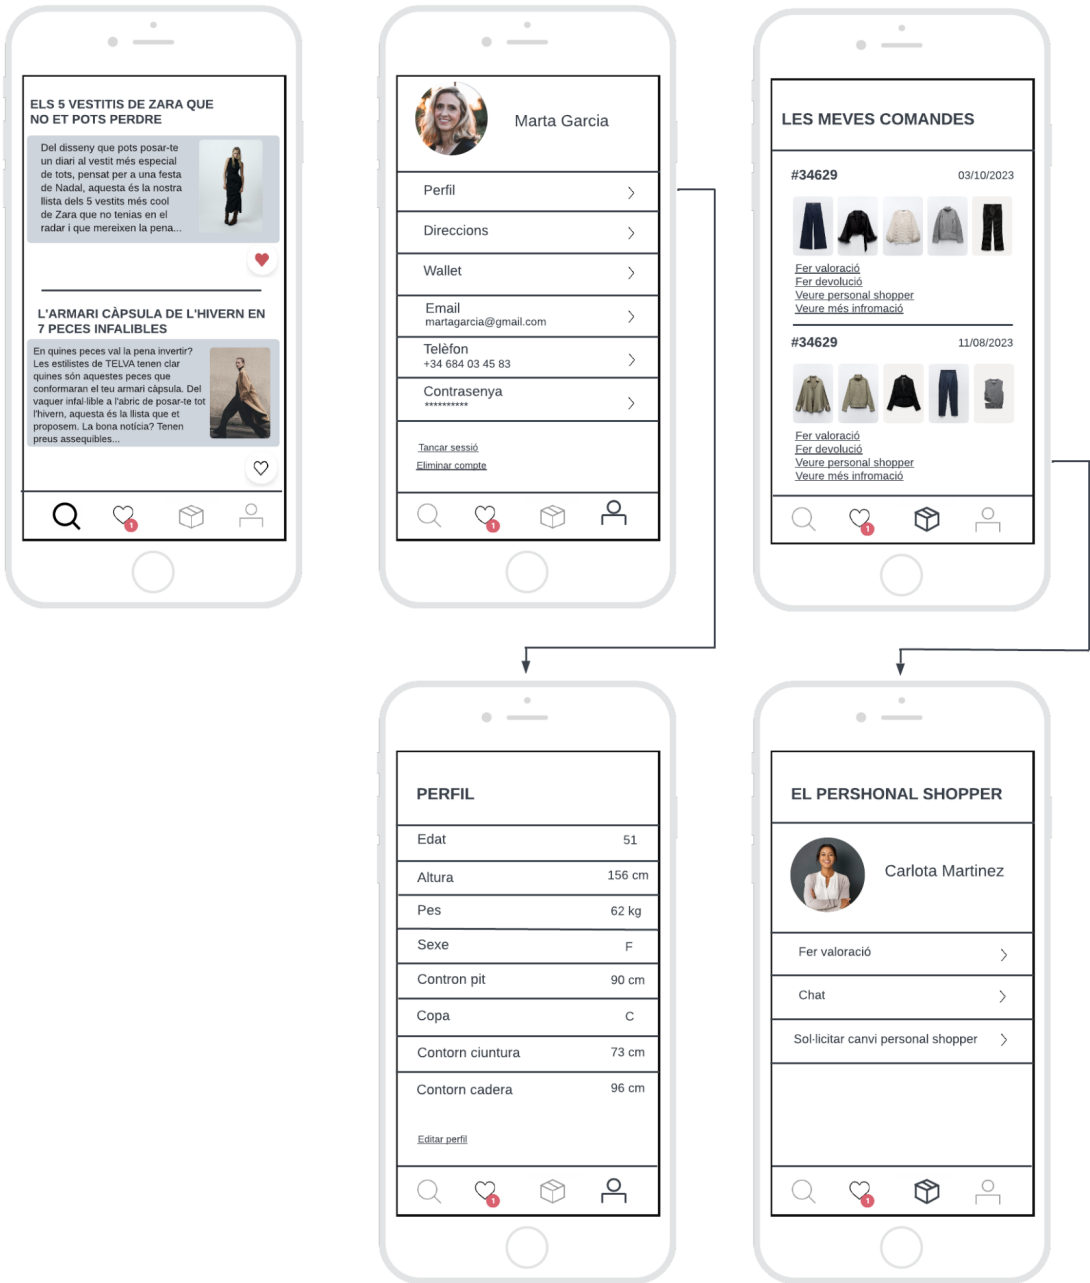 ELS 5 VESTITIS DE ZARA QUE
NO ET POTS PERDRE
Del disseny que pots posar-te
un diari al vestit més especial
de tots, pensat per a una festa
de Nadal, aquesta és la nostra
llista dels 5 vestits més cool
de Zara que no tenias en el
radar i que mereixen la pena...
L'ARMARI CÀPSULA DE L'HIVERN EN
7 PECES INFALIBLES
En quines peces val la pena invertir?
Les estilistes de TELVA tenen clar
quines són aquestes peces que
conformaran el teu armari càpsula. Del
vaquer infal·lible a l'abric de posar-te tot
l'hivern, aquesta és la llista que et
proposem. La bona notícia? Tenen
preus assequibles...
1
Marta Garcia
Perfil
Direccions
Wallet
Email
martagarcia@gmail.com
Telèfon
+34 684 03 45 83
Contrasenya
**********
Tancar sessió
Eliminar compte
1
LES MEVES COMANDES
#34629 03/10/2023
Fer valoració
Fer devolució
Veure personal shopper
Veure més infromació
#34629 11/08/2023
Fer valoració
Fer devolució
Veure personal shopper
Veure més infromació
1
PERFIL
Edat 51
Altura 156 cm
Pes 62 kg
Sexe F
Contron pit 90 cm
Copa C
Contorn ciuntura 73 cm
Contorn cadera 96 cm
Editar perfil
1
EL PERSHONAL SHOPPER
Carlota Martinez
Fer valoració
Chat
Sol·licitar canvi personal shopper
1